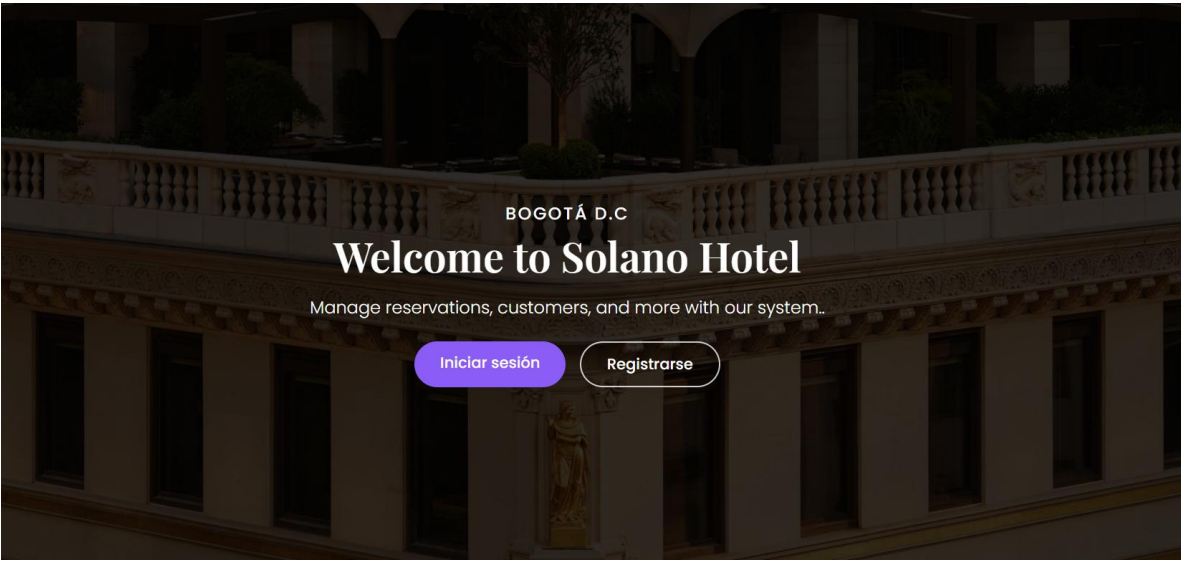 BOGOTÁ D.C
Welcome to Solano Hotel
Manage reservations, customers, and more with our system..
Iniciar sesión
Registrarse